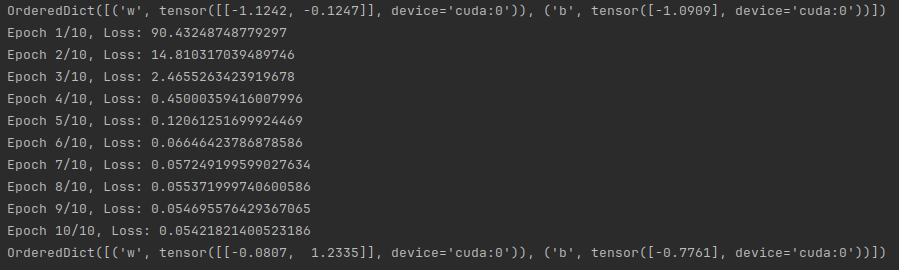 OrderedDict([('w', tensor([[-1.1242, -0.1247]], device='cuda:0')), ('b', tensor([-1.0909], device='cuda:0'))])
Epoch 1/10, Loss: 90.43248748779297
Epoch 2/10, Loss: 14.810317039489746
Epoch 3/10, Loss: 2.4655263423919678
Epoch 4/10, Loss: 0.45000359416007996
Epoch 5/10, Loss: 0.12061251699924469
Epoch 6/10, Loss: 0.06646423786878586
Epoch 7/10, Loss: 0.057249199599027634
Epoch 8/10, Loss: 0.055371999740600586
Epoch 9/10, Loss: 0.054695576429367065
Epoch 10/10, Loss: 0.05421821400523186
OrderedDict([('w', tensor([[-0.0807,  1.2335]], device='cuda:0')), ('b', tensor([-0.7761], device='cuda:0'))])